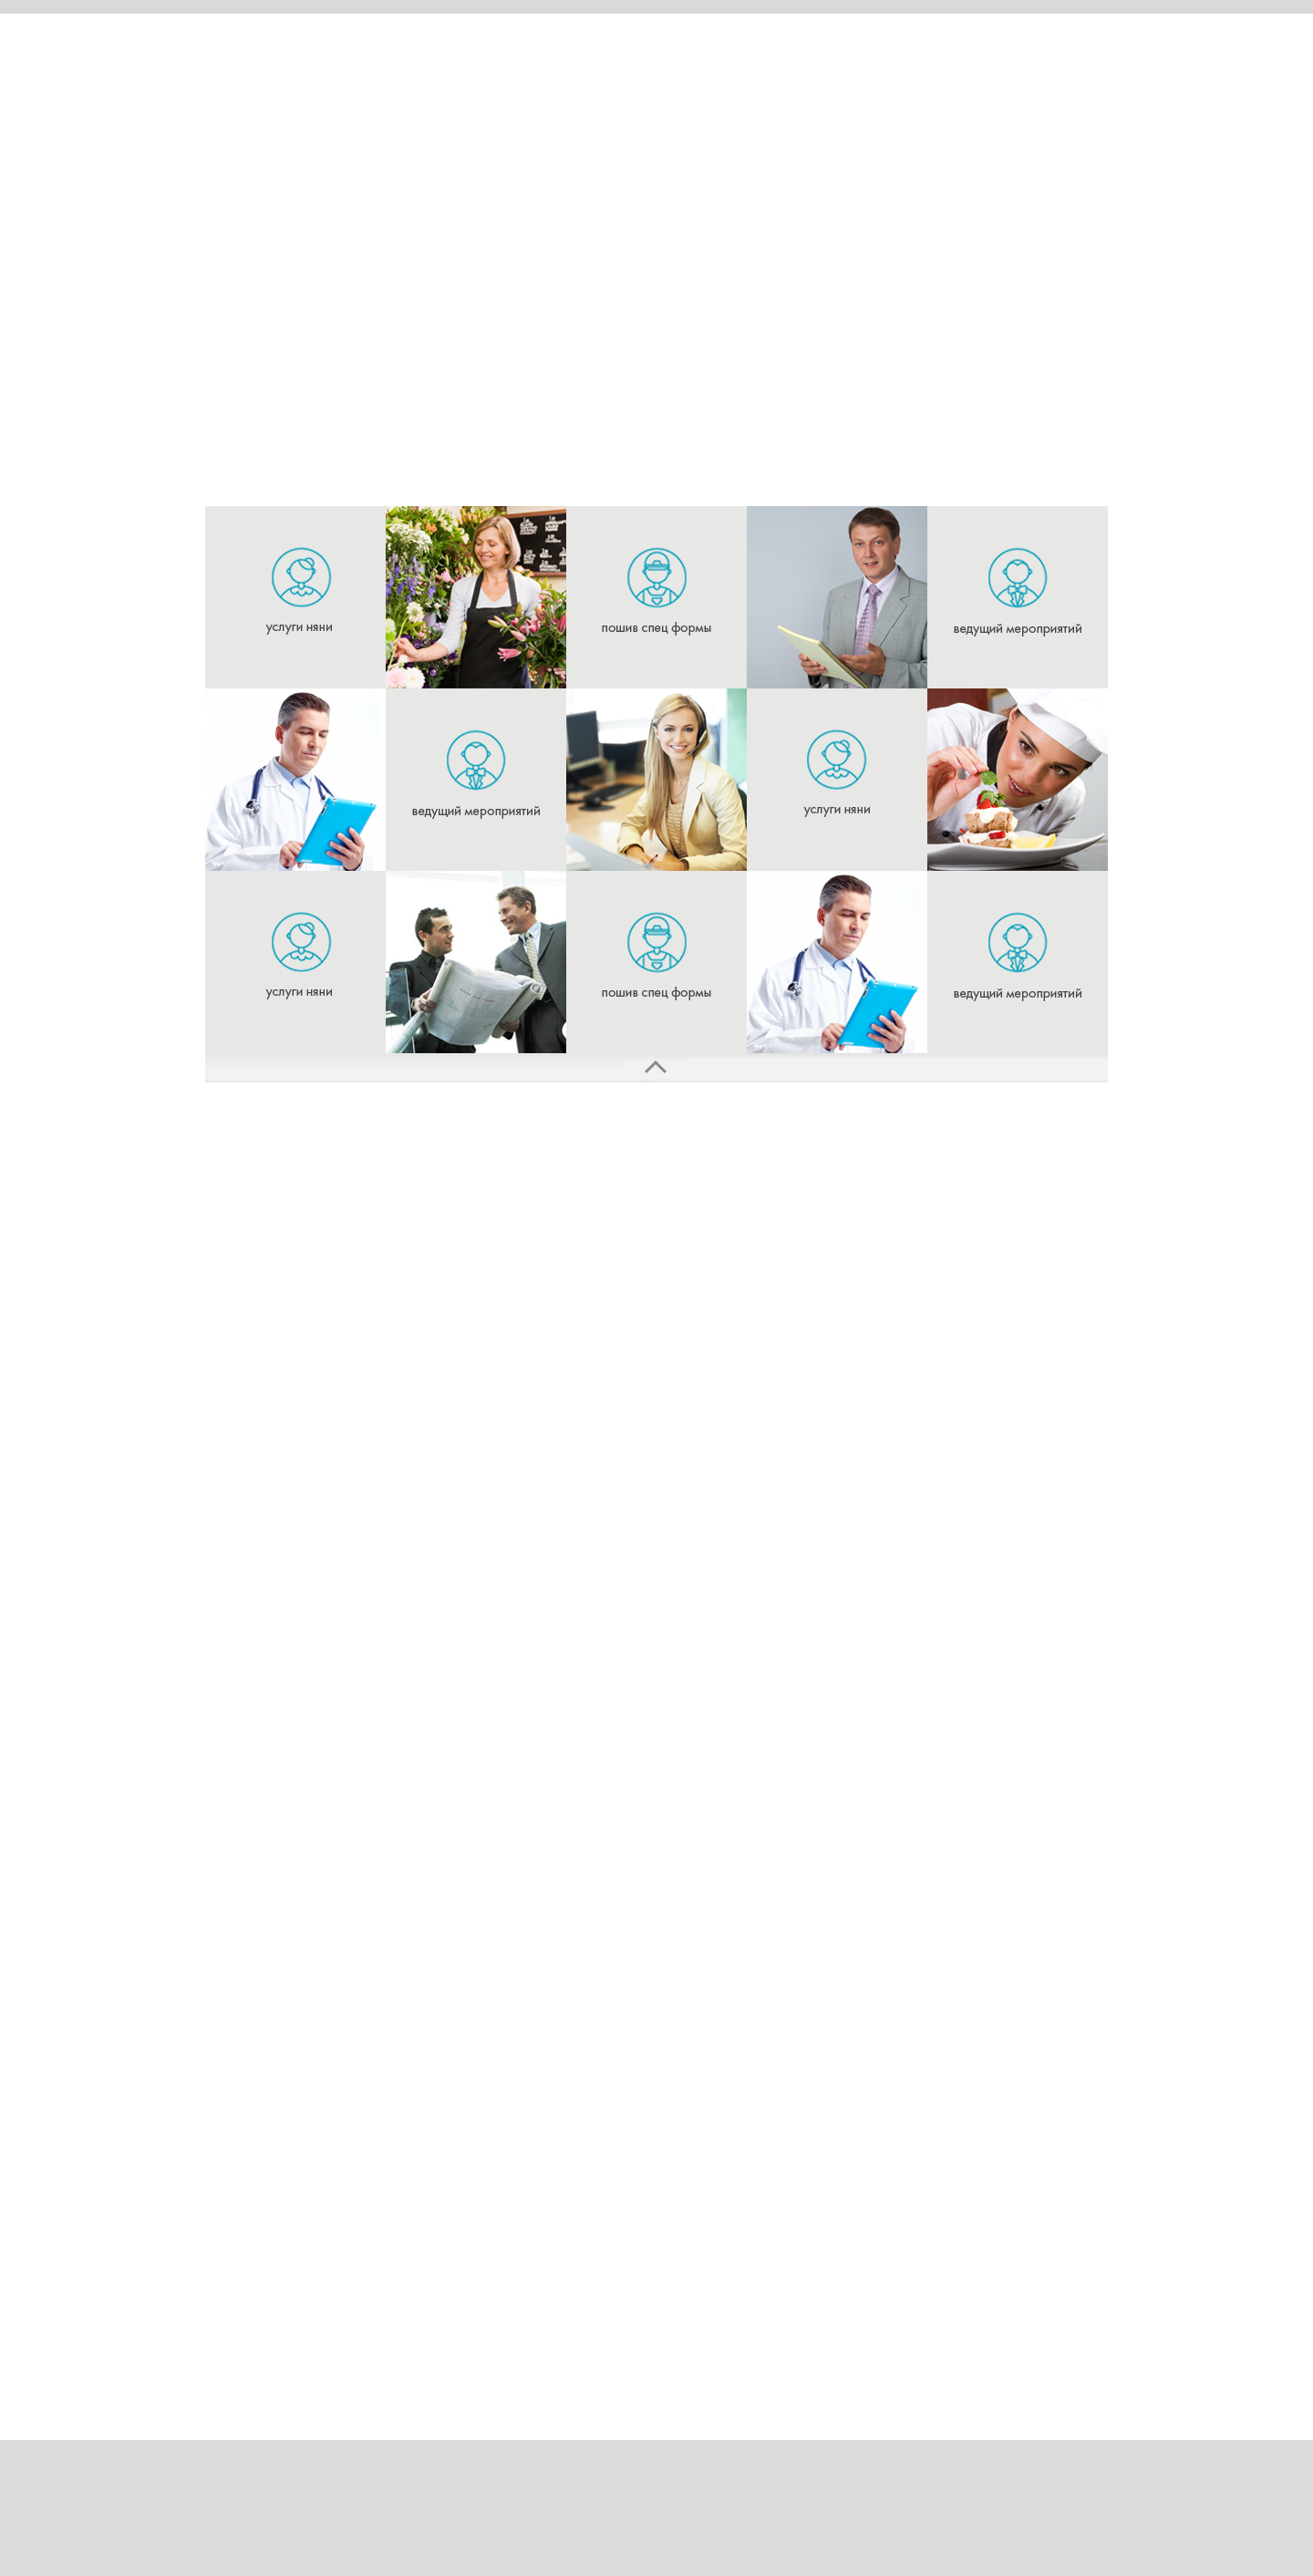 услуги няни
пошив спец формы
ведущий мероприятий
ведущий мероприятий
услуги няни
услуги няни
пошив спец формы
ведущий мероприятий